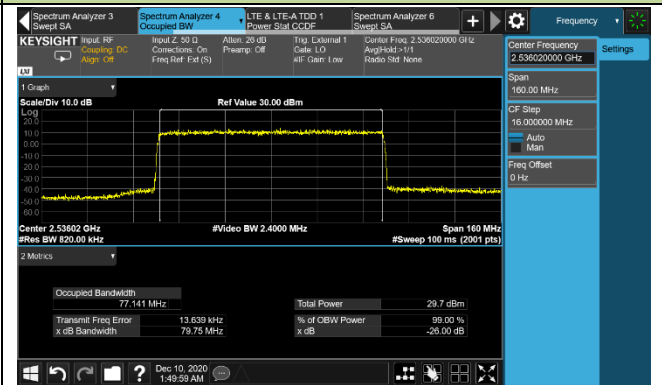 Spectrum Analyzer 3
Swept SA
Spectrum Analyzer 4
Occupied BW
LTE & LTE-A TDD 1
Power Stat CCDF
Spectrum Analyzer 6
Swept SA
+
Frequency
KEYSIGHT
Input: RF
Coupling: DC
Align: Off
Input Z: 50 Ω
Corrections: On
Freq Ref: Ext (S)
Atten: 26 dB
Preamp: Off
Trig: External 1
Gate: LO
#IF Gain: Low
Center Freq: 2.536020000 GHz
Avg|Hold:>1/1
Radio Std: None
LXI
Center Frequency
2.536020000 GHz
Settings
Span
160.00 MHz
CF Step
16.000000 MHz
Auto
Man
Freq Offset
0 Hz
1 Graph
Scale/Div 10.0 dB
Ref Value 30.00 dBm
Log
20.0
10.0
0.00
-10.0
-20.0
-30.0
-40.0
-50.0
-60.0
Center 2.53602 GHz
#Video BW 2.4000 MHz
Span 160 MHz
#Res BW 820.00 kHz
#Sweep 100 ms (2001 pts)
2 Metrics
Occupied Bandwidth
77.141 MHz
Total Power
29.7 dBm
Transmit Freq Error
13.639 kHz
% of OBW Power
99.00 %
x dB Bandwidth
79.75 MHz
x dB
-26.00 dB
?
Dec 10, 2020
1:49:59 AM